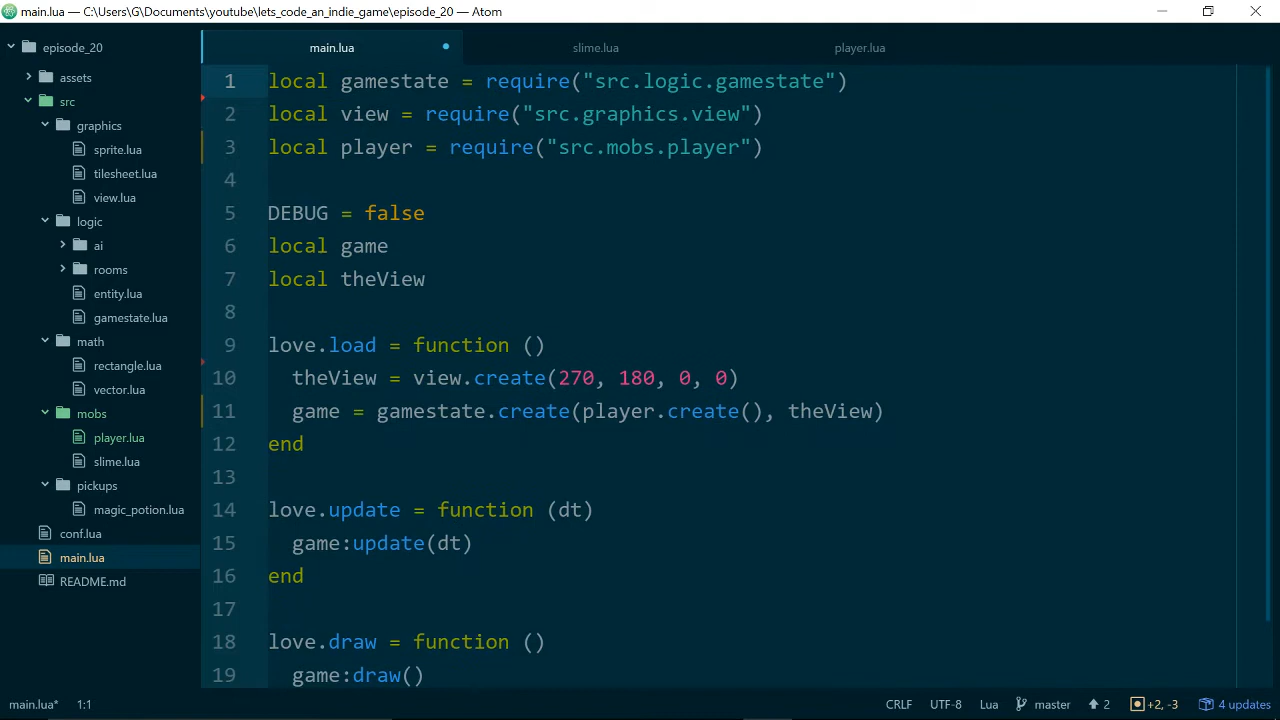 main.lua — C:\Users\G\Documents\youtube\lets_code_an_indie_game\episode_20 — Atom
episode_20
assets
src
graphics
sprite.lua
tilesheet.lua
view.lua
logic
ai
rooms
entity.lua
gamestate.lua
math
rectangle.lua
vector.lua
mobs
player.lua
slime.lua
pickups
magic_potion.lua
conf.lua
main.lua
README.md
main.lua
slime.lua
player.lua
1 local gamestate = require("src.logic.gamestate")
2 local view = require("src.graphics.view")
3 local player = require("src.mobs.player")
4
5 DEBUG = false
6 local game
7 local theView
8
9 love.load = function ()
10 theView = view.create(270, 180, 0, 0)
11 game = gamestate.create(player.create(), theView)
12 end
13
14 love.update = function (dt)
15 game:update(dt)
16 end
17
18 love.draw = function ()
19 game:draw()
main.lua* 1:1
CRLF UTF-8 Lua master 2 +2, -3 4 updates